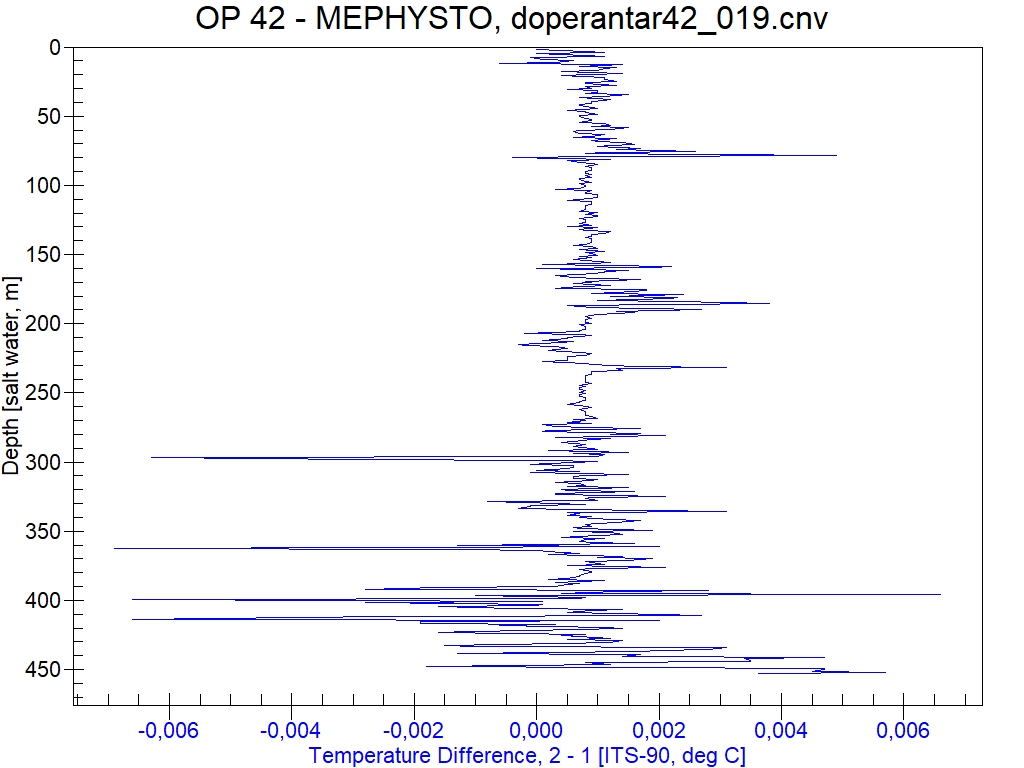 OP 42 - MEPHYSTO, doperantar42_019.cnv
0
50
100
150
200
250
300
350
400
450
Depth [salt water, m]
-0,006 -0,004 -0,002 0,000 0,002 0,004 0,006
Temperature Difference, 2 - 1 [ITS-90, deg C]